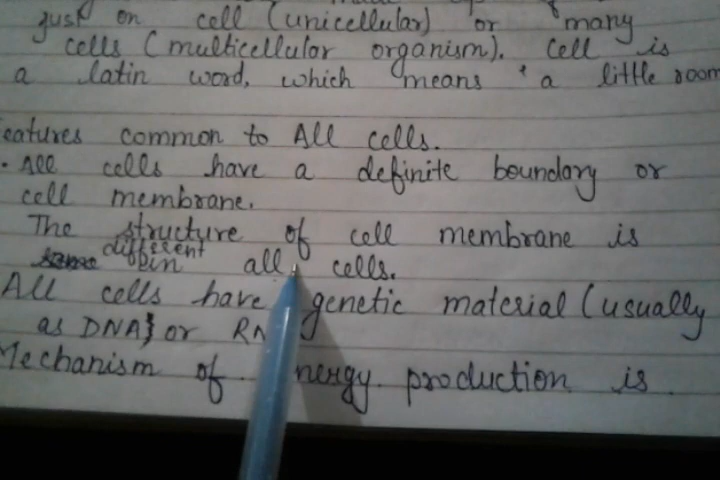 just on cell (unicellular) or many
cells (multicellular organism). Cell is
a latin word, which means ' a little room
eatures common to All cells.
. All cells have a definite boundary or
cell membrane.
The structure of cell membrane is
different
in all cells.
All cells have genetic material (usually
as DNA} or RN
Mechanism of nergy production is